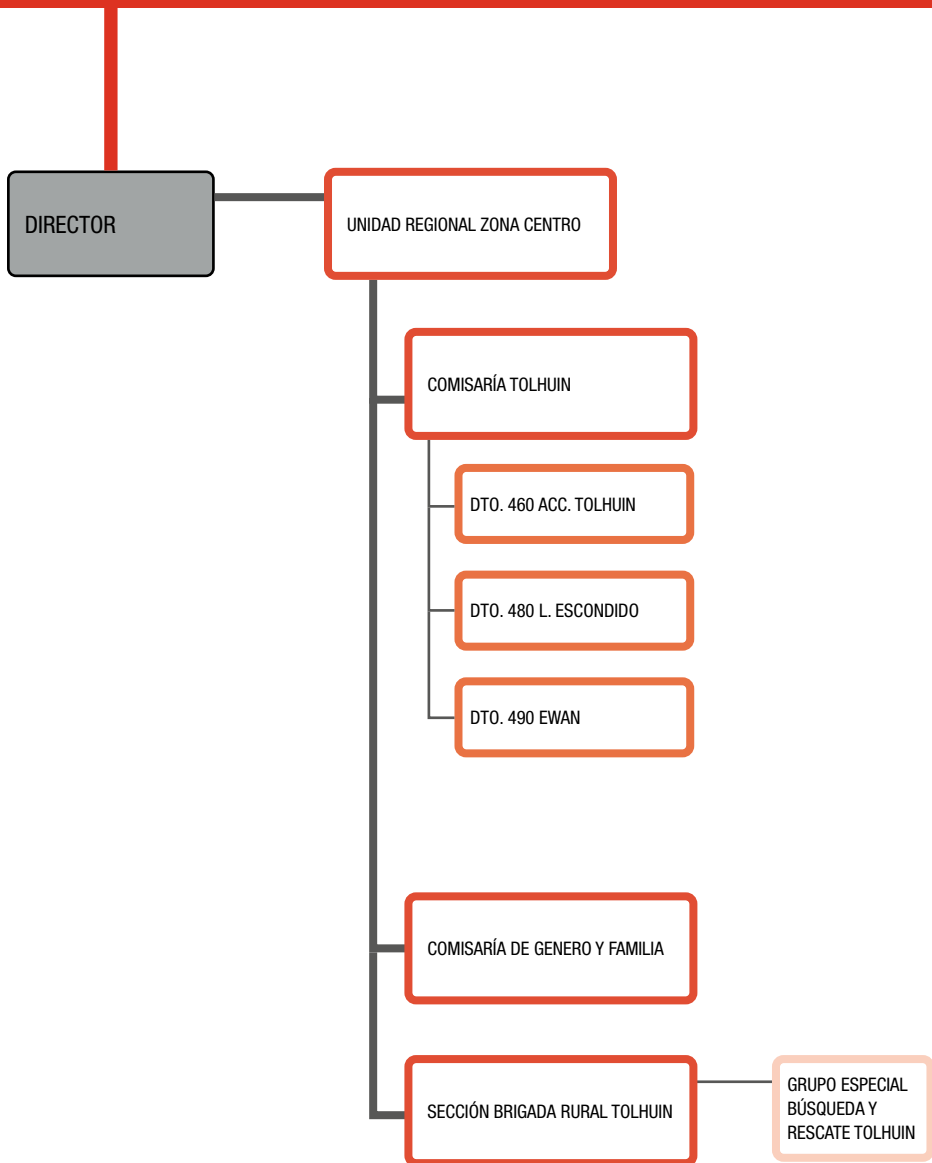 DIRECTOR
UNIDAD REGIONAL ZONA CENTRO
COMISARÍA TOLHUIN
DTO. 460 ACC. TOLHUIN
DTO. 480 L. ESCONDIDO
DTO. 490 EWAN
COMISARÍA DE GENERO Y FAMILIA
SECCIÓN BRIGADA RURAL TOLHUIN
GRUPO ESPECIAL
BÚSQUEDA Y
RESCATE TOLHUIN